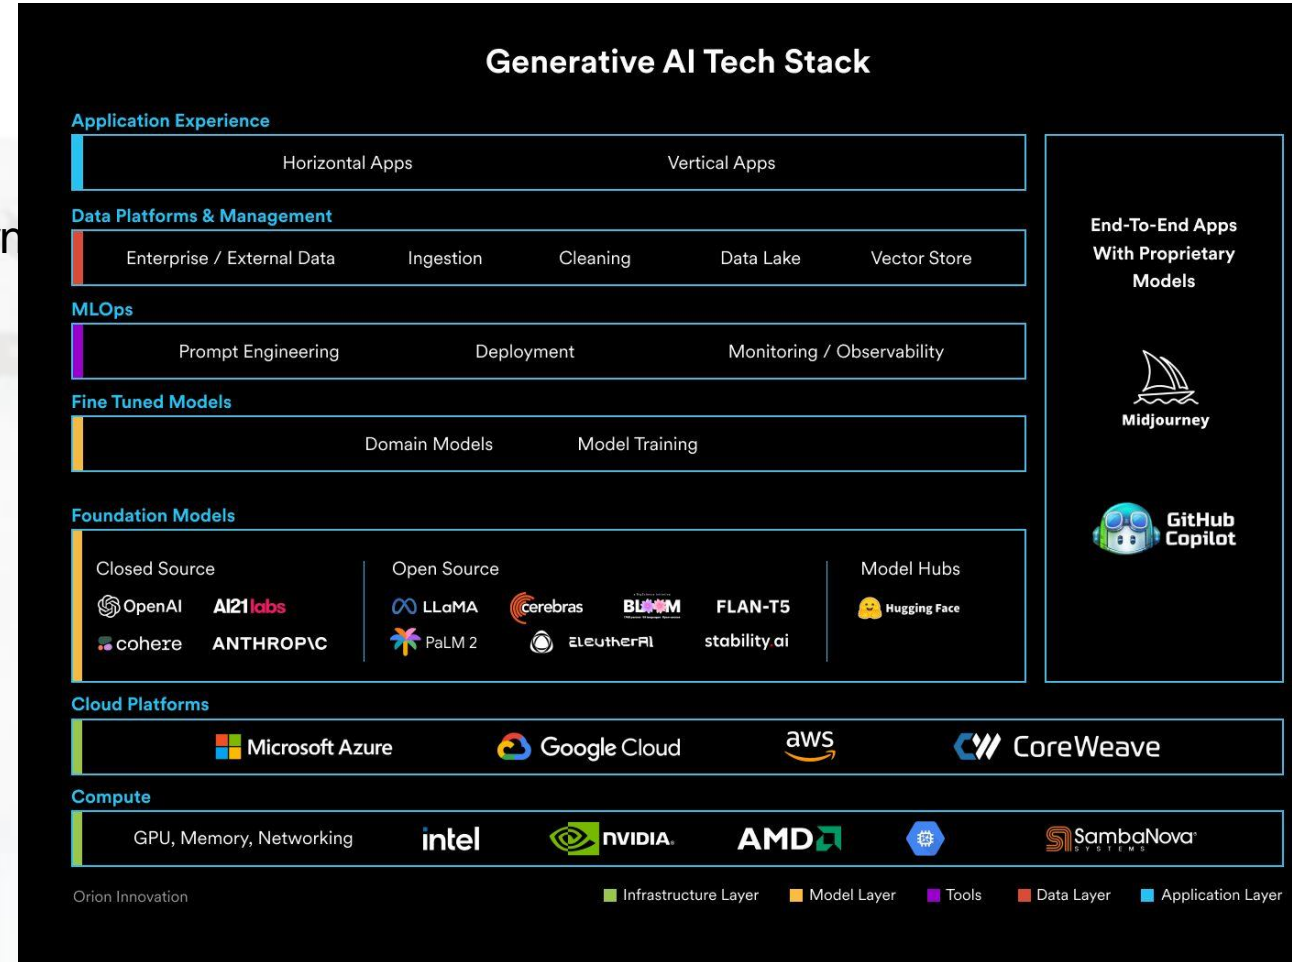 Generative AI Tech Stack
Application Experience
Horizontal Apps Vertical Apps
Data Platforms & Management
Enterprise / External Data Ingestion Cleaning Data Lake Vector Store
MLOps
Prompt Engineering Deployment Monitoring / Observability
Fine Tuned Models
Domain Models Model Training
Foundation Models
Closed Source
OpenAI AI21labs
cohere ANTHROP\C
Open Source
LLaMA cerebras BLOOM FLAN-T5
PaLM 2 EleutherAI stability.ai
Model Hubs
Hugging Face
End-To-End Apps
With Proprietary
Models
Midjourney
GitHub
Copilot
Cloud Platforms
Microsoft Azure Google Cloud aws CoreWeave
Compute
GPU, Memory, Networking intel NVIDIA. AMD SambaNova
SYSTEMS
Orion Innovation
Infrastructure Layer Model Layer Tools Data Layer Application Layer